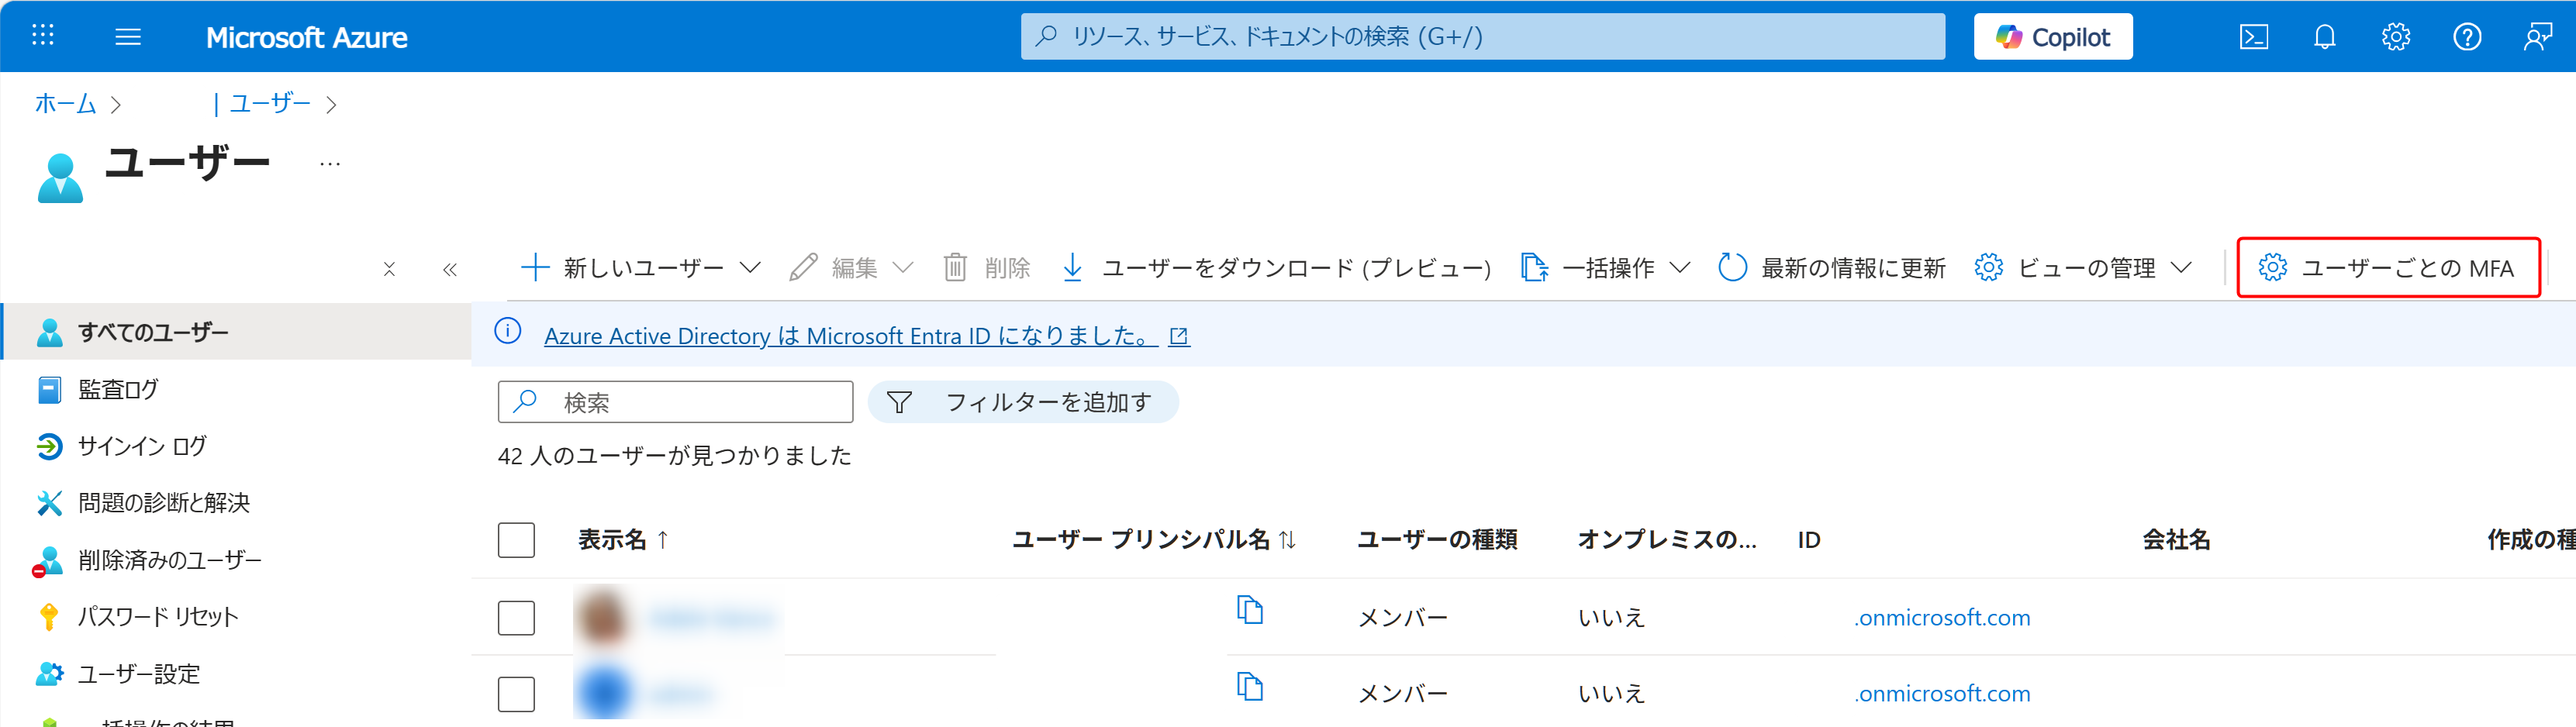 Microsoft Azure
リソース、サービス、ドキュメントの検索 (G+/)
Copilot
ホーム > | ユーザー >
ユーザー ...
新しいユーザー 編集 削除 ユーザーをダウンロード (プレビュー) 一括操作 最新の情報に更新 ビューの管理 ユーザーごとの MFA
すべてのユーザー
監査ログ
サインイン ログ
問題の診断と解決
削除済みのユーザー
パスワード リセット
ユーザー設定
一括操作の結果
Azure Active Directory は Microsoft Entra ID になりました。
検索
フィルターを追加す
42 人のユーザーが見つかりました
表示名 ↑ ユーザー プリンシパル名 ↑↓ ユーザーの種類 オンプレミスの... ID 会社名 作成の種
メンバー いいえ .onmicrosoft.com
メンバー いいえ .onmicrosoft.com